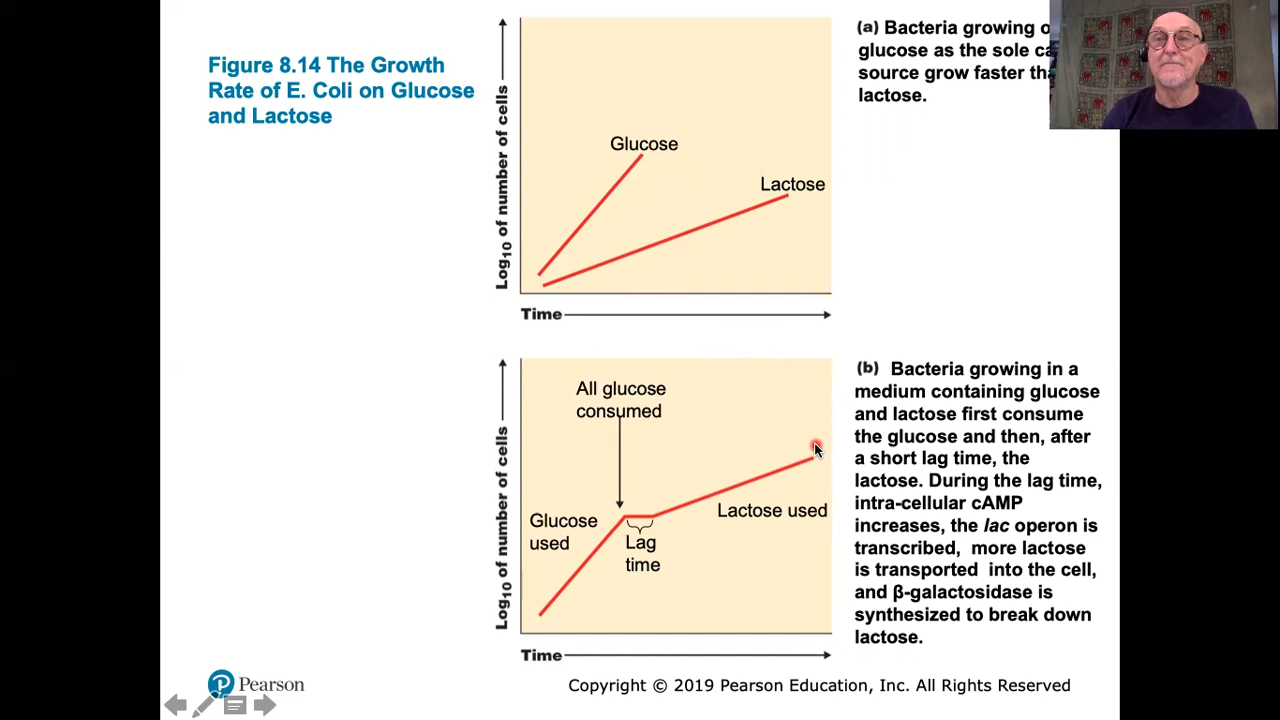 Figure 8.14 The Growth
Rate of E. Coli on Glucose
and Lactose
Log10 of number of cells
Glucose
Lactose
Time
(a) Bacteria growing o
glucose as the sole ca
source grow faster tha
lactose.
Log10 of number of cells
All glucose
consumed
Glucose
used
Lag
time
Lactose used
Time
(b) Bacteria growing in a
medium containing glucose
and lactose first consume
the glucose and then, after
a short lag time, the
lactose. During the lag time,
intra-cellular cAMP
increases, the lac operon is
transcribed, more lactose
is transported into the cell,
and β-galactosidase is
synthesized to break down
lactose.
Pearson
Copyright © 2019 Pearson Education, Inc. All Rights Reserved